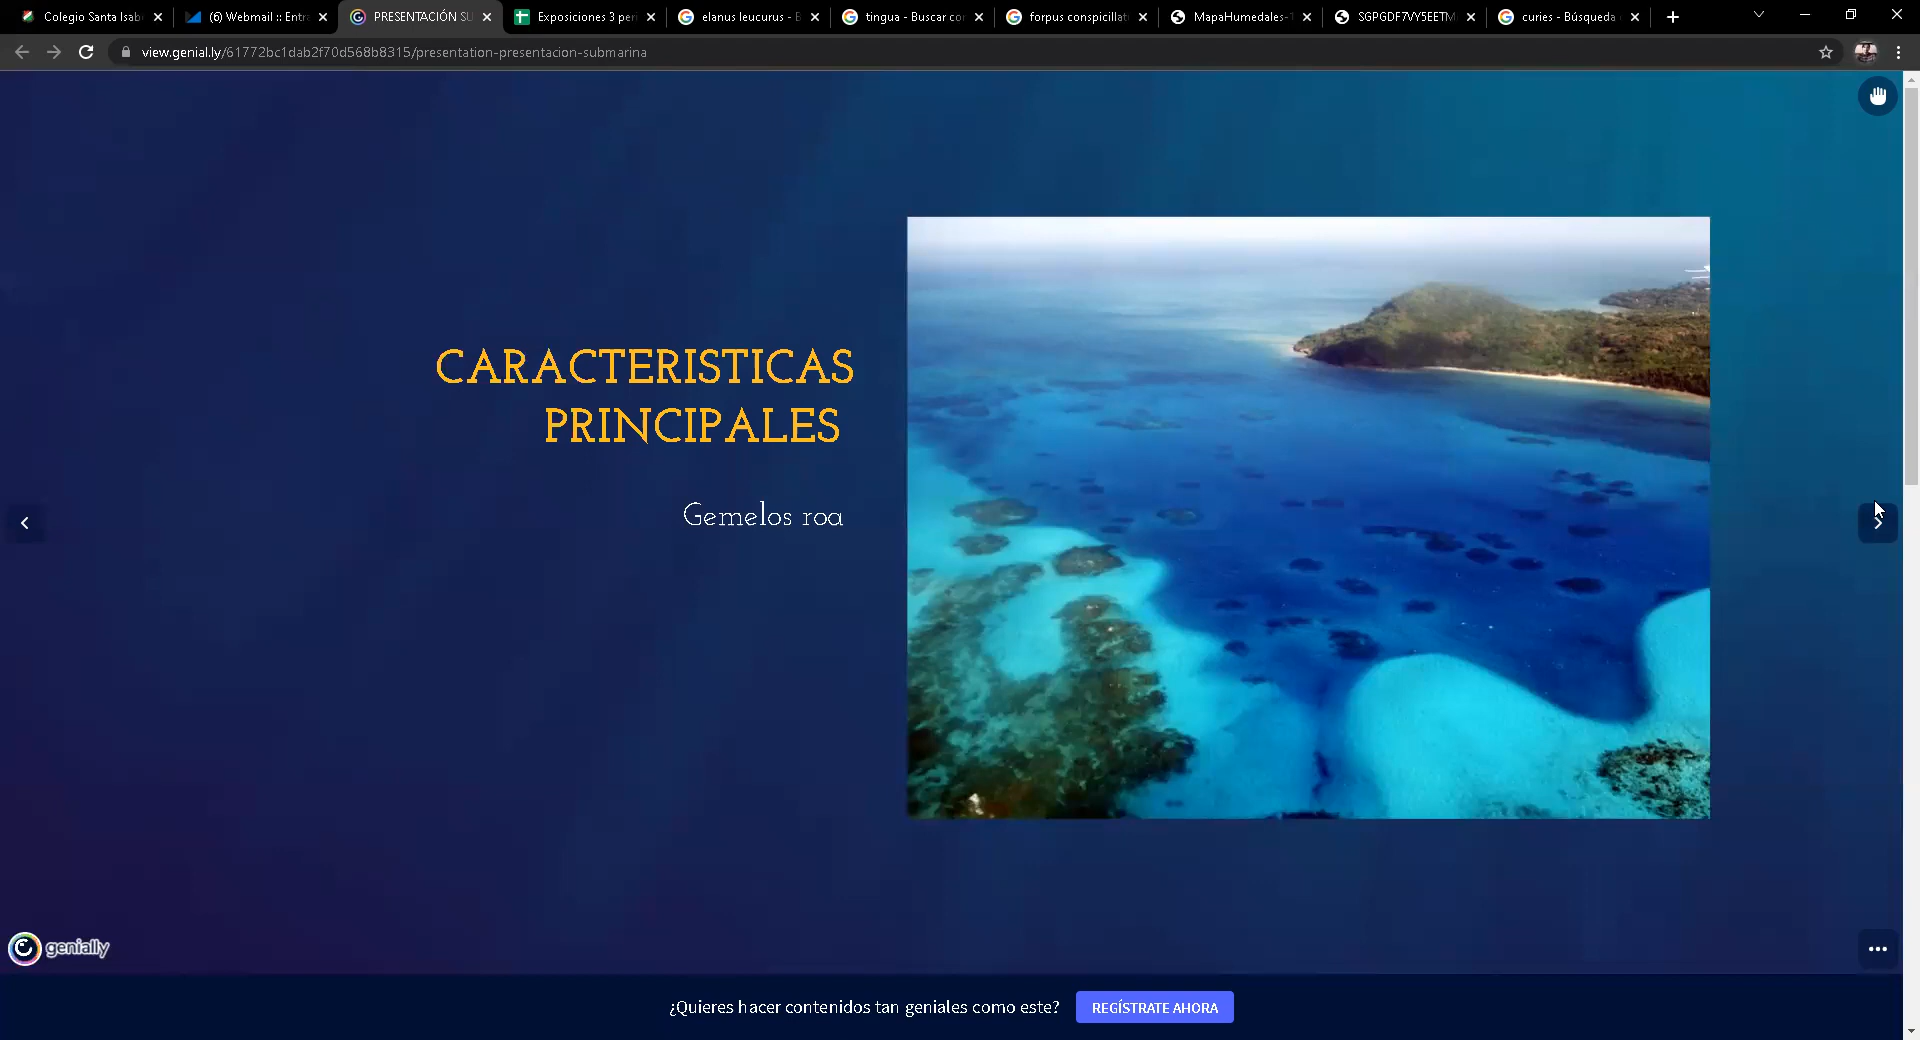 Colegio Santa Isab
(6) Webmail :: Entr
PRESENTACIÓN SU
Exposiciones 3 per
elanus leucurus - B
tingua - Buscar con
forpus conspicillat
MapaHumedales-
SGPGDF7VY5EETM
curies - Búsqueda
view.genial.ly/61772bc1dab2f70d568b8315/presentation-presentacion-submarina
CARACTERISTICAS
PRINCIPALES
Gemelos roa
genially
¿Quieres hacer contenidos tan geniales como este?
REGÍSTRATE AHORA